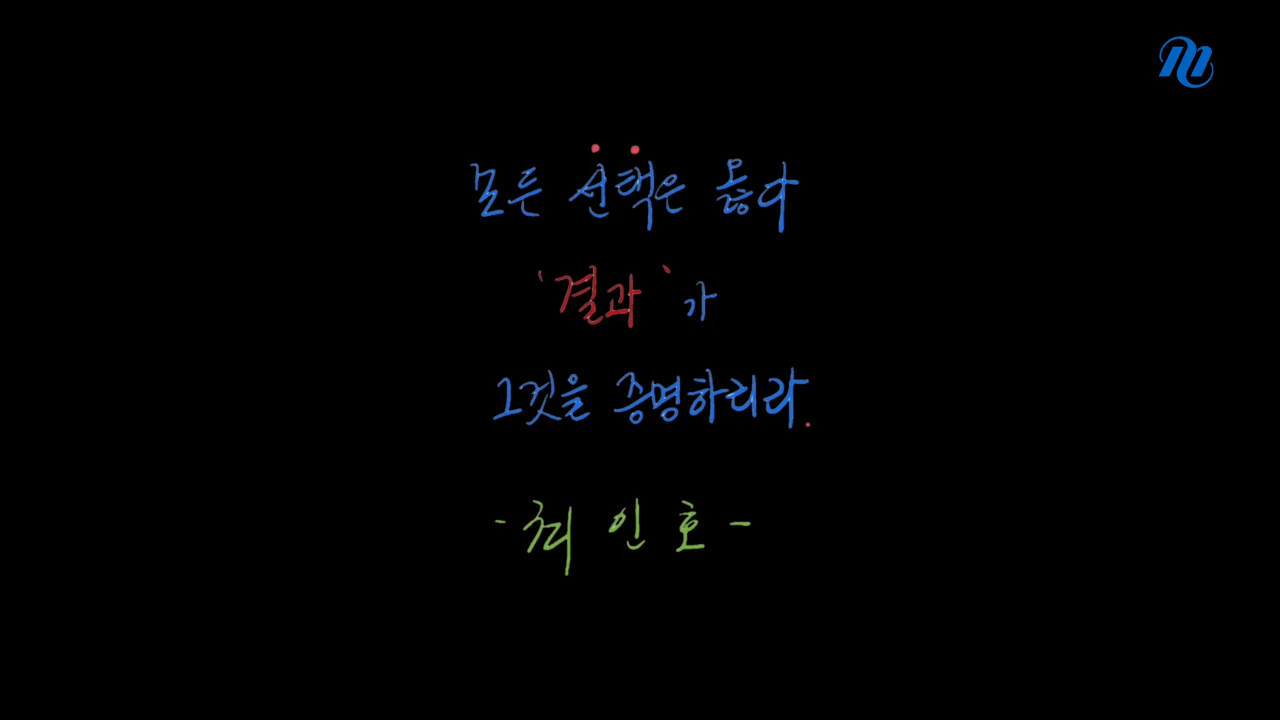 모든 선택은 옳다
'결과'가
그것을 증명하리라.
- 최인호 -